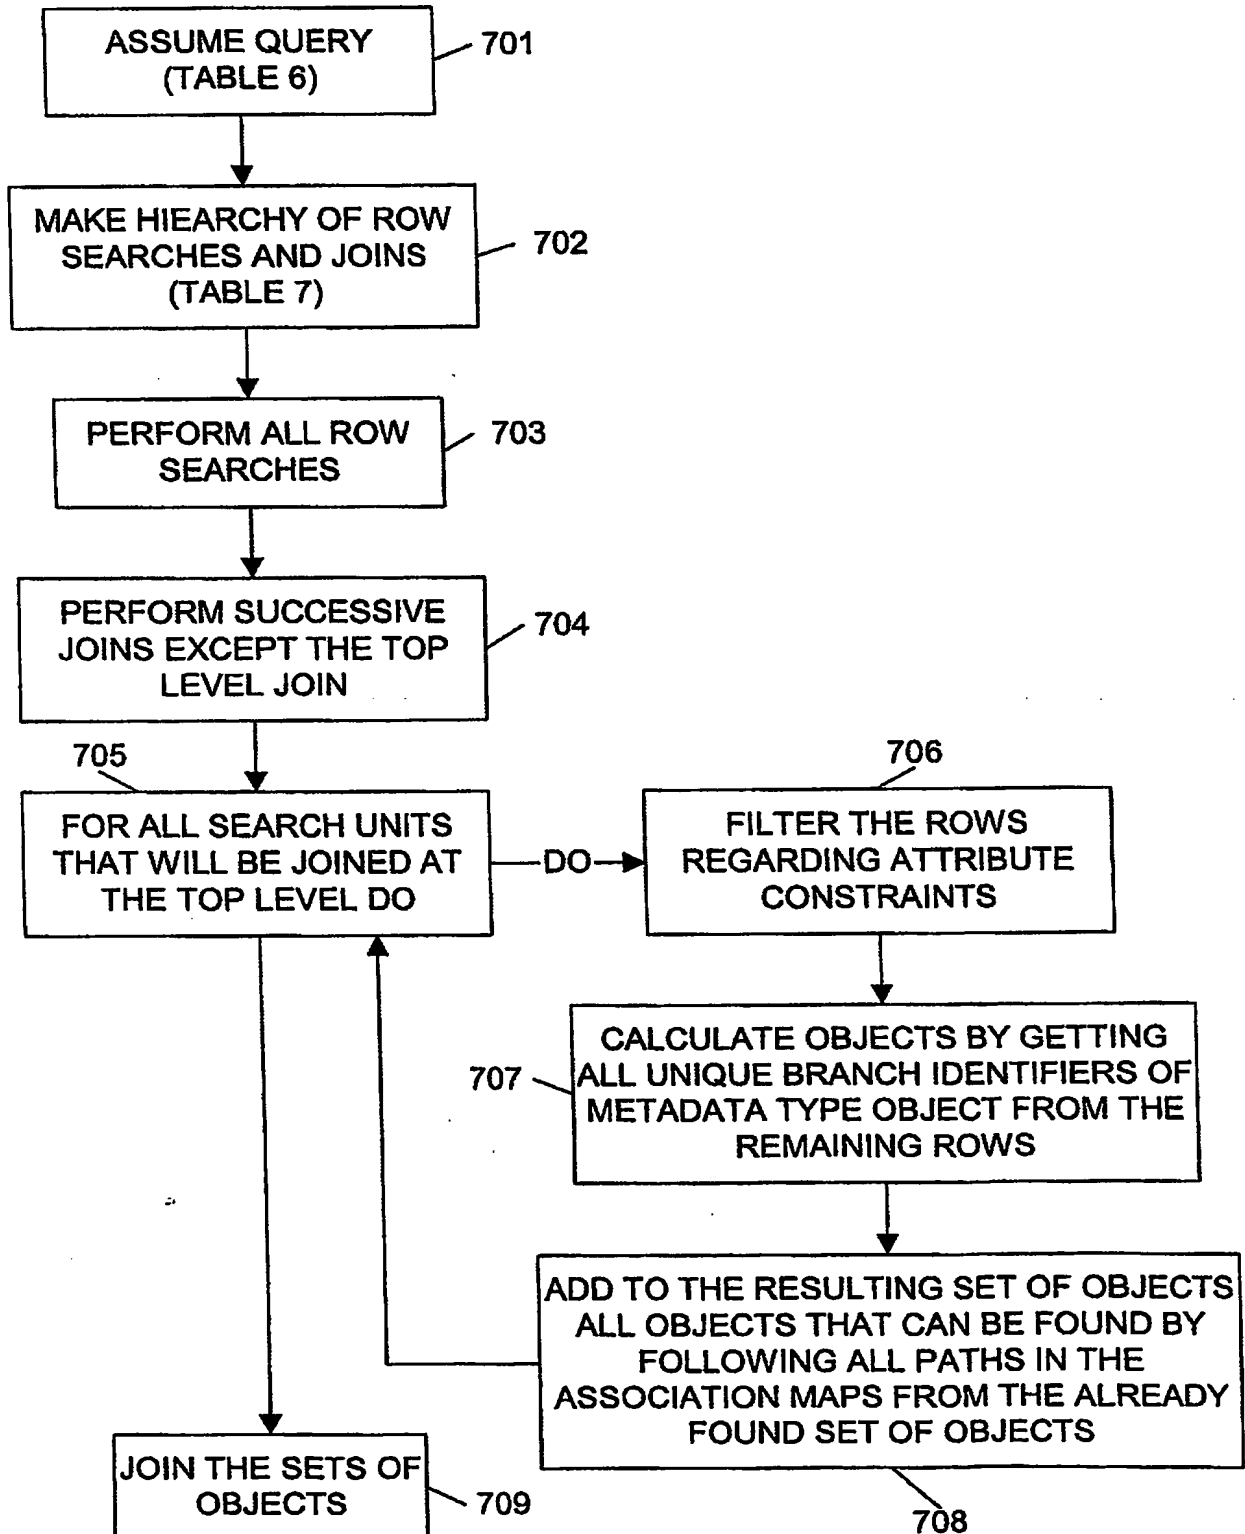 ASSUME QUERY
(TABLE 6)
701
MAKE HIEARCHY OF ROW
SEARCHES AND JOINS
(TABLE 7)
702
PERFORM ALL ROW
SEARCHES
703
PERFORM SUCCESSIVE
JOINS EXCEPT THE TOP
LEVEL JOIN
704
705
FOR ALL SEARCH UNITS
THAT WILL BE JOINED AT
THE TOP LEVEL DO
DO
706
FILTER THE ROWS
REGARDING ATTRIBUTE
CONSTRAINTS
707
CALCULATE OBJECTS BY GETTING
ALL UNIQUE BRANCH IDENTIFIERS OF
METADATA TYPE OBJECT FROM THE
REMAINING ROWS
ADD TO THE RESULTING SET OF OBJECTS
ALL OBJECTS THAT CAN BE FOUND BY
FOLLOWING ALL PATHS IN THE
ASSOCIATION MAPS FROM THE ALREADY
FOUND SET OF OBJECTS
708
JOIN THE SETS OF
OBJECTS
709